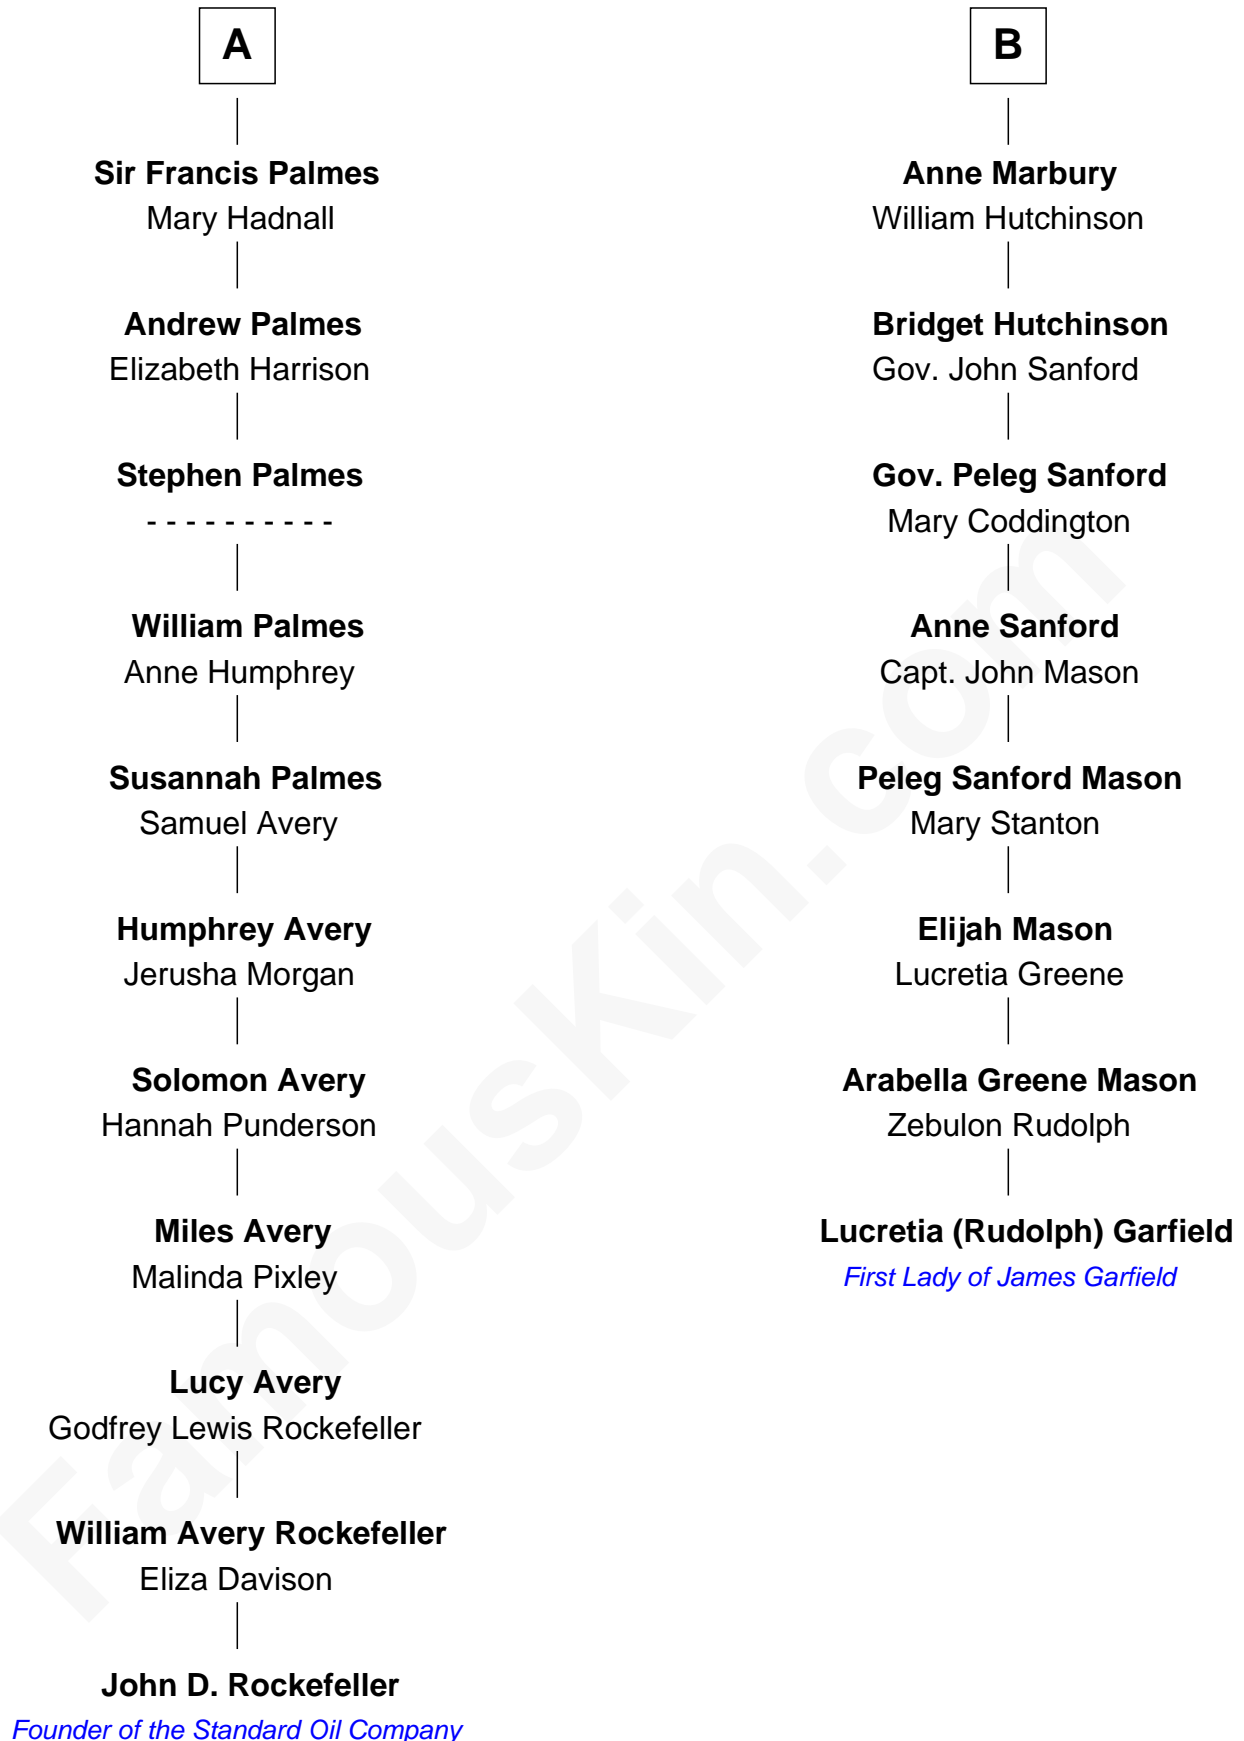 A
Sir Francis Palmes
Mary Hadnall
Andrew Palmes
Elizabeth Harrison
Stephen Palmes
- - - - - - - - - -
William Palmes
Anne Humphrey
Susannah Palmes
Samuel Avery
Humphrey Avery
Jerusha Morgan
Solomon Avery
Hannah Punderson
Miles Avery
Malinda Pixley
Lucy Avery
Godfrey Lewis Rockefeller
William Avery Rockefeller
Eliza Davison
John D. Rockefeller
Founder of the Standard Oil Company
B
Anne Marbury
William Hutchinson
Bridget Hutchinson
Gov. John Sanford
Gov. Peleg Sanford
Mary Coddington
Anne Sanford
Capt. John Mason
Peleg Sanford Mason
Mary Stanton
Elijah Mason
Lucretia Greene
Arabella Greene Mason
Zebulon Rudolph
Lucretia (Rudolph) Garfield
First Lady of James Garfield
FamousKin.com